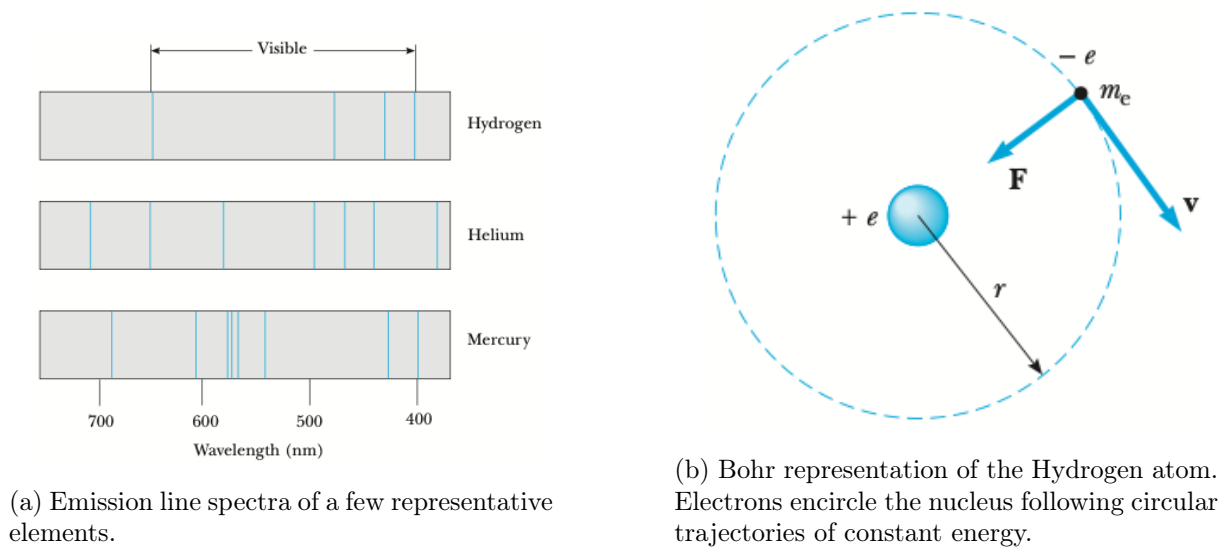 Visible
Hydrogen
Helium
Mercury
700 600 500 400
Wavelength (nm)
(a) Emission line spectra of a few representative
elements.
− e
mₑ
F
v
+ e
r
(b) Bohr representation of the Hydrogen atom.
Electrons encircle the nucleus following circular
trajectories of constant energy.